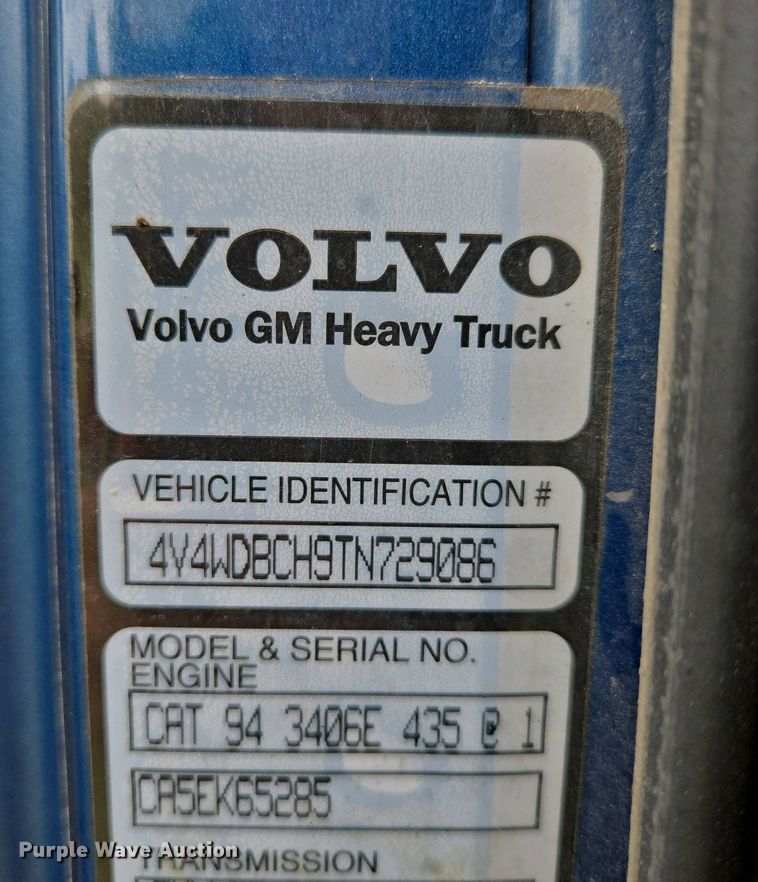 VOLVO
Volvo GM Heavy Truck
VEHICLE IDENTIFICATION #
4V4WDBCH9TN729086
MODEL & SERIAL NO.
ENGINE
CAT 94 3406E 435 @ 1
CA5EK65285
TRANSMISSION
Purple Wave Auction